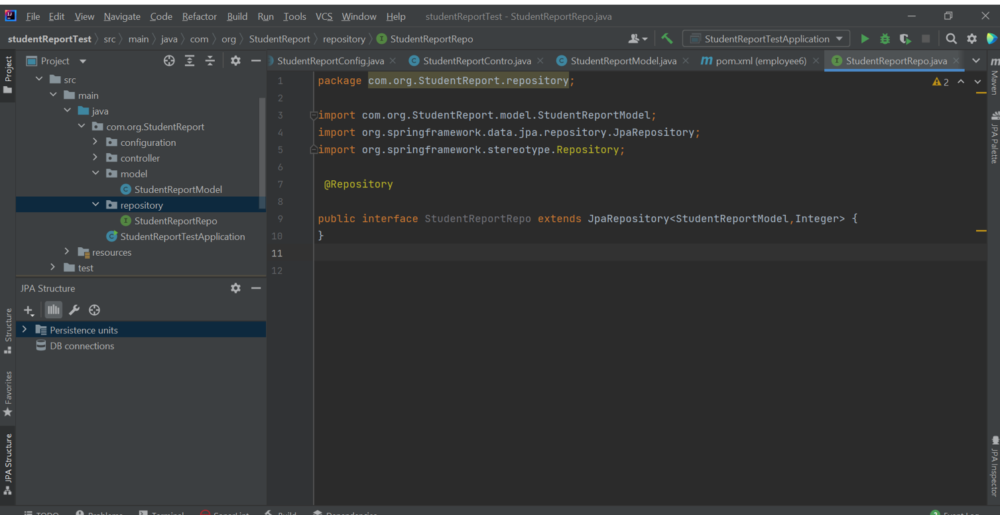 File Edit View Navigate Code Refactor Build Run Tools VCS Window Help studentReportTest - StudentReportRepo.java
studentReportTest src main java com org StudentReport repository StudentReportRepo StudentReportTestApplication
Project
Project
StudentReportConfig.java StudentReportContro.java StudentReportModel.java pom.xml (employee6) StudentReportRepo.java
Maven
JPA Palette
JPA Inspector
src
main
java
com.org.StudentReport
configuration
controller
model
StudentReportModel
repository
StudentReportRepo
StudentReportTestApplication
resources
test
JPA Structure
Persistence units
DB connections
Structure
Favorites
JPA Structure
1 package com.org.StudentReport.repository; 2
2
3 import com.org.StudentReport.model.StudentReportModel;
4 import org.springframework.data.jpa.repository.JpaRepository;
5 import org.springframework.stereotype.Repository;
6
7 @Repository
8
9 public interface StudentReportRepo extends JpaRepository<StudentReportModel,Integer> {
10 }
11
12
TODO Problems Terminal SonarLint Build Dependencies 2 Event Log